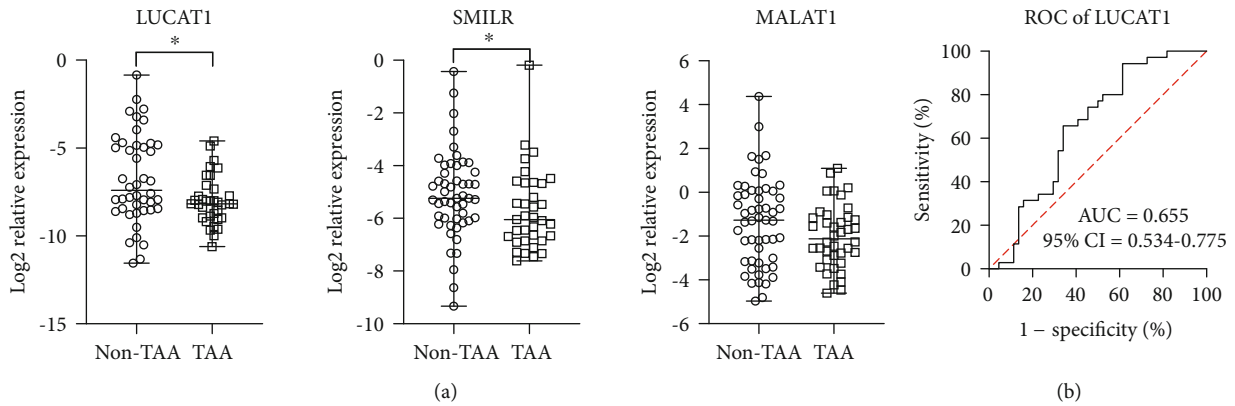 LUCAT1
*
0
-5
-10
-15
Log2 relative expression
Non-TAA TAA
SMILR
*
0
-2
-4
-6
-8
-10
Log2 relative expression
Non-TAA TAA
MALAT1
6
4
2
0
-2
-4
-6
Log2 relative expression
Non-TAA TAA
(a)
ROC of LUCAT1
100
80
60
40
20
0
Sensitivity (%)
AUC = 0.655
95% CI = 0.534-0.775
0 20 40 60 80 100
1 − specificity (%)
(b)